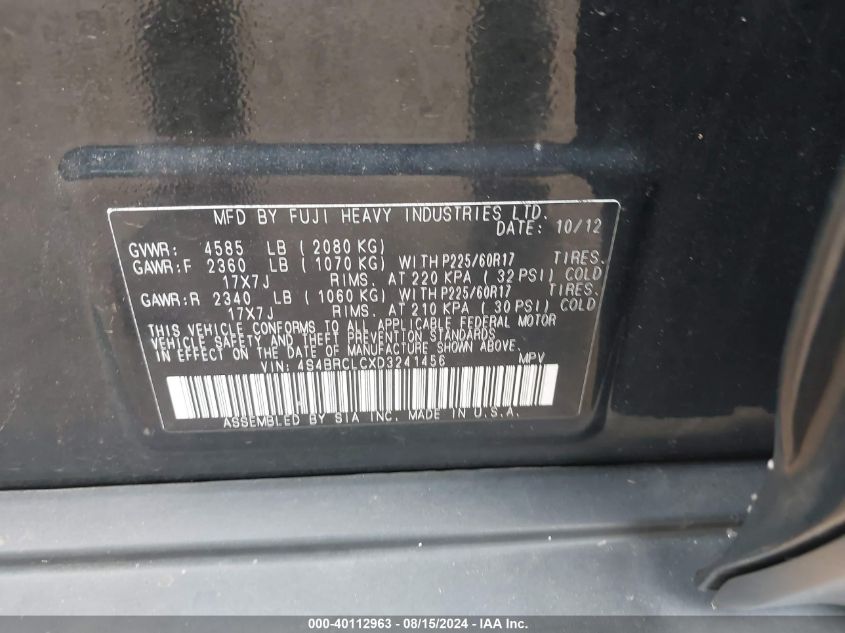 MFD BY FUJI HEAVY INDUSTRIES LTD.
DATE: 10/12
GVWR: 4585 LB ( 2080 KG)
GAWR:F 2360 LB ( 1070 KG) WITH P225/60R17 TIRES.
17X7J RIMS. AT 220 KPA ( 32 PSI) COLD
GAWR:R 2340 LB ( 1060 KG) WITH P225/60R17 TIRES.
17X7J RIMS. AT 210 KPA ( 30 PSI) COLD
THIS VEHICLE CONFORMS TO ALL APPLICABLE FEDERAL MOTOR
VEHICLE SAFETY AND THEFT PREVENTION STANDARDS
IN EFFECT ON THE DATE OF MANUFACTURE SHOWN ABOVE.
VIN: 4S4BRCLCXD3241456 MPV
ASSEMBLED BY SIA INC. MADE IN U.S.A.
000-40112963 - 08/15/2024 - IAA Inc.